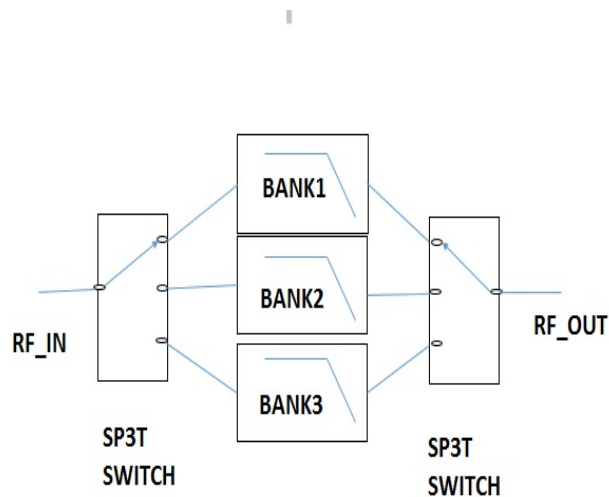 BANK1
BANK2
BANK3
RF_IN
RF_OUT
SP3T
SWITCH
SP3T
SWITCH